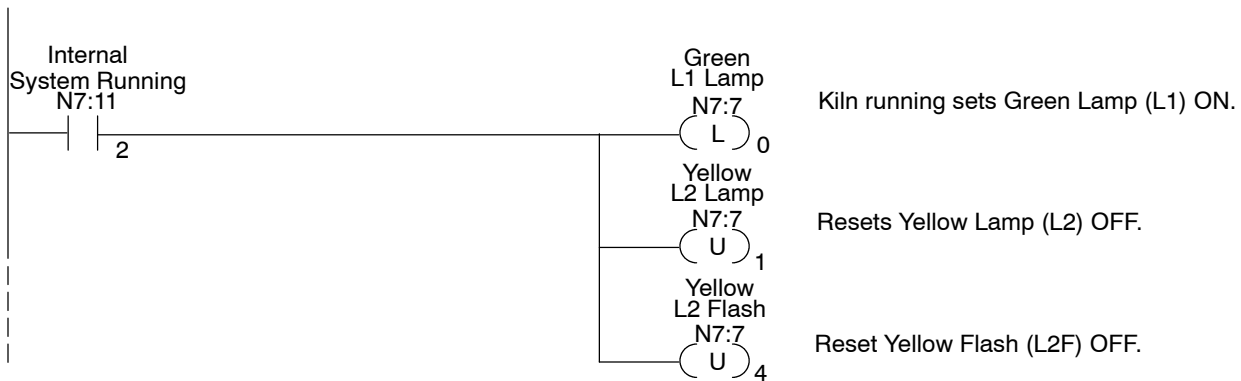 Internal
System Running
N7:11
2
Green
L1 Lamp
N7:7
L
0
Kiln running sets Green Lamp (L1) ON.
Yellow
L2 Lamp
N7:7
U
1
Resets Yellow Lamp (L2) OFF.
Yellow
L2 Flash
N7:7
U
4
Reset Yellow Flash (L2F) OFF.